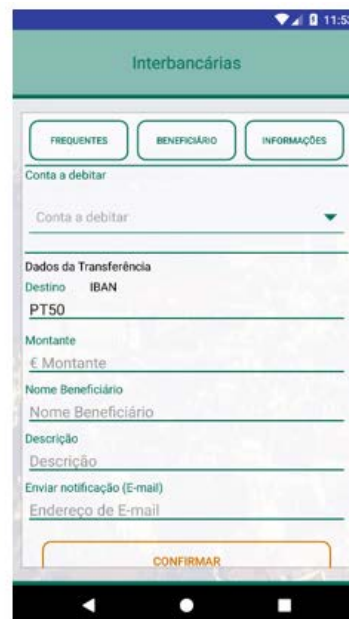 11:53
Interbancárias
FREQUENTES BENEFICIÁRIO INFORMAÇÕES
Conta a debitar
Conta a debitar
Dados da Transferência
Destino IBAN
PT50
Montante
€ Montante
Nome Beneficiário
Nome Beneficiário
Descrição
Descrição
Enviar notificação (E-mail)
Endereço de E-mail
CONFIRMAR